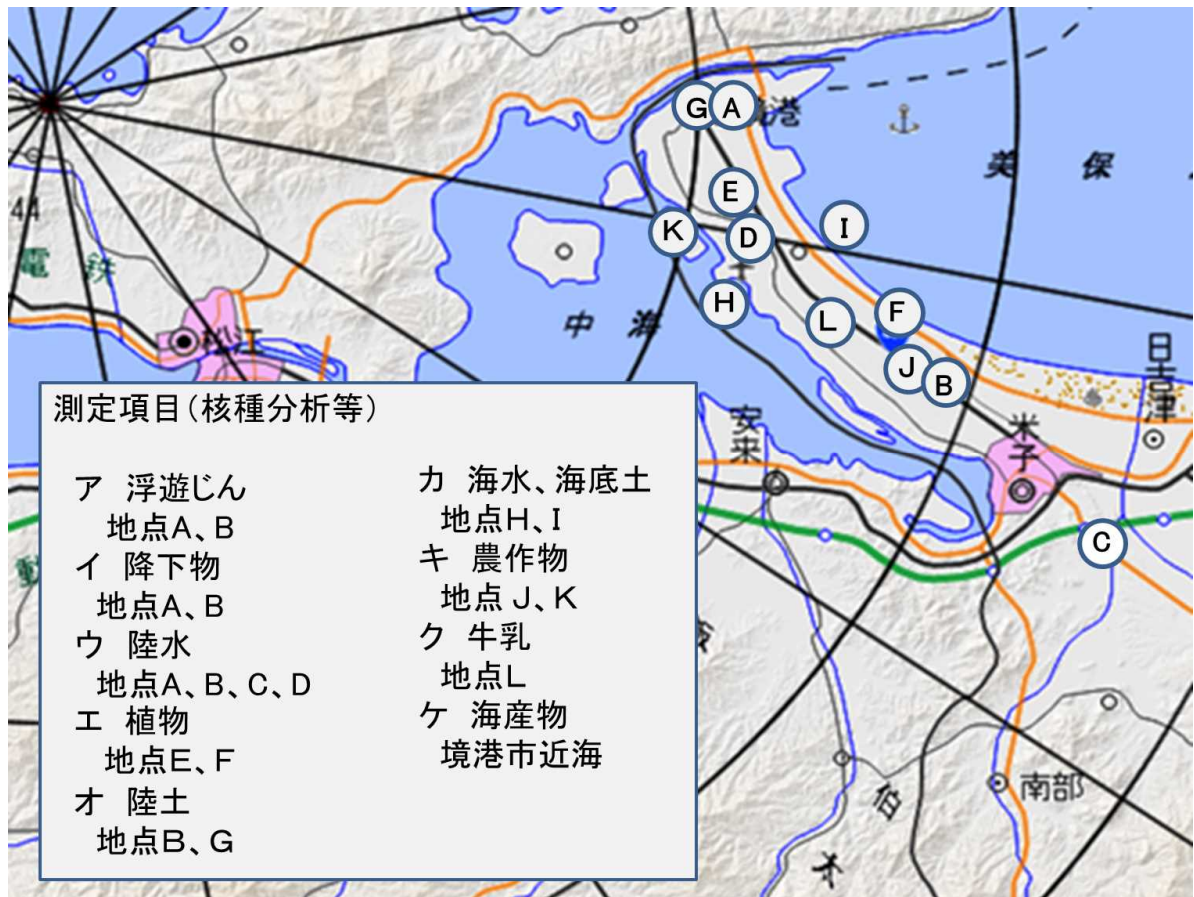 G
A
港
美 保
44
E
K
D
I
電 鉄
H
中 海
L
F
松江
J
B
日吉津
安来
米子
C
測定項目(核種分析等)
ア 浮遊じん
地点A、B
イ 降下物
地点A、B
ウ 陸水
地点A、B、C、D
エ 植物
地点E、F
オ 陸土
地点B、G
カ 海水、海底土
地点H、I
キ 農作物
地点 J、K
ク 牛乳
地点L
ケ 海産物
境港市近海
伯
南部